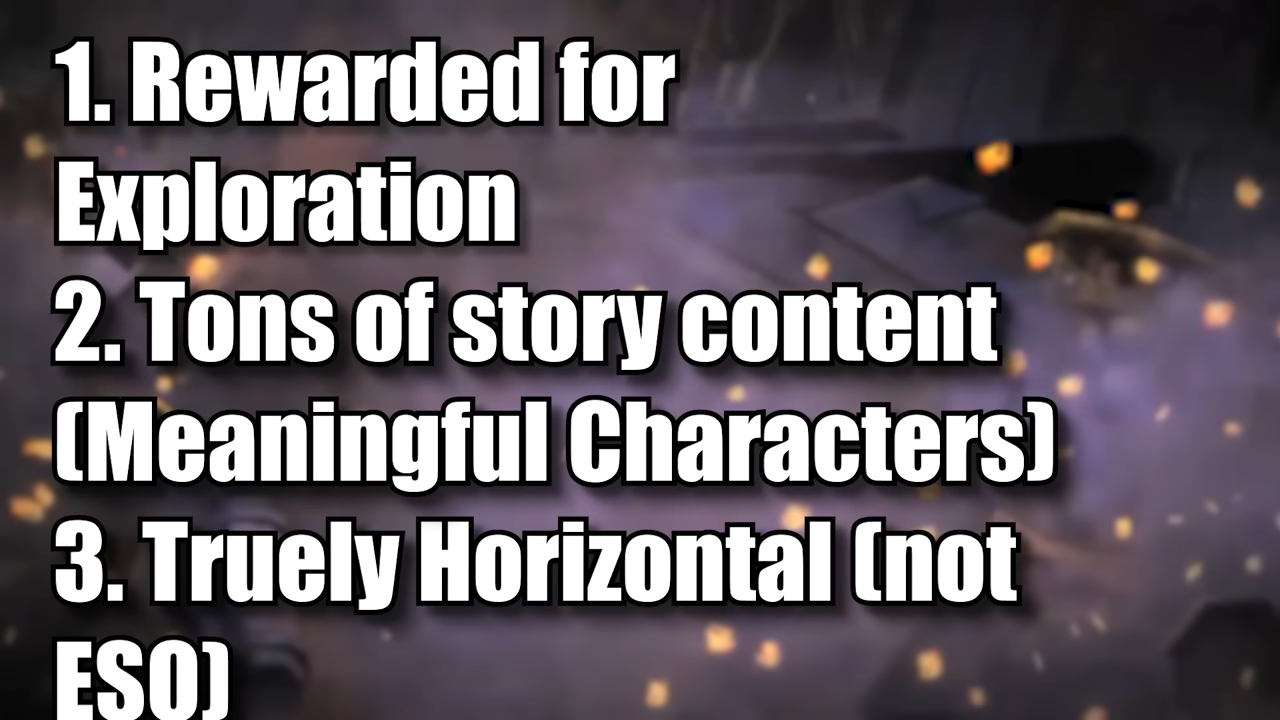 1. Rewarded for
Exploration
2. Tons of story content
(Meaningful Characters)
3. Truely Horizontal (not
ESO)